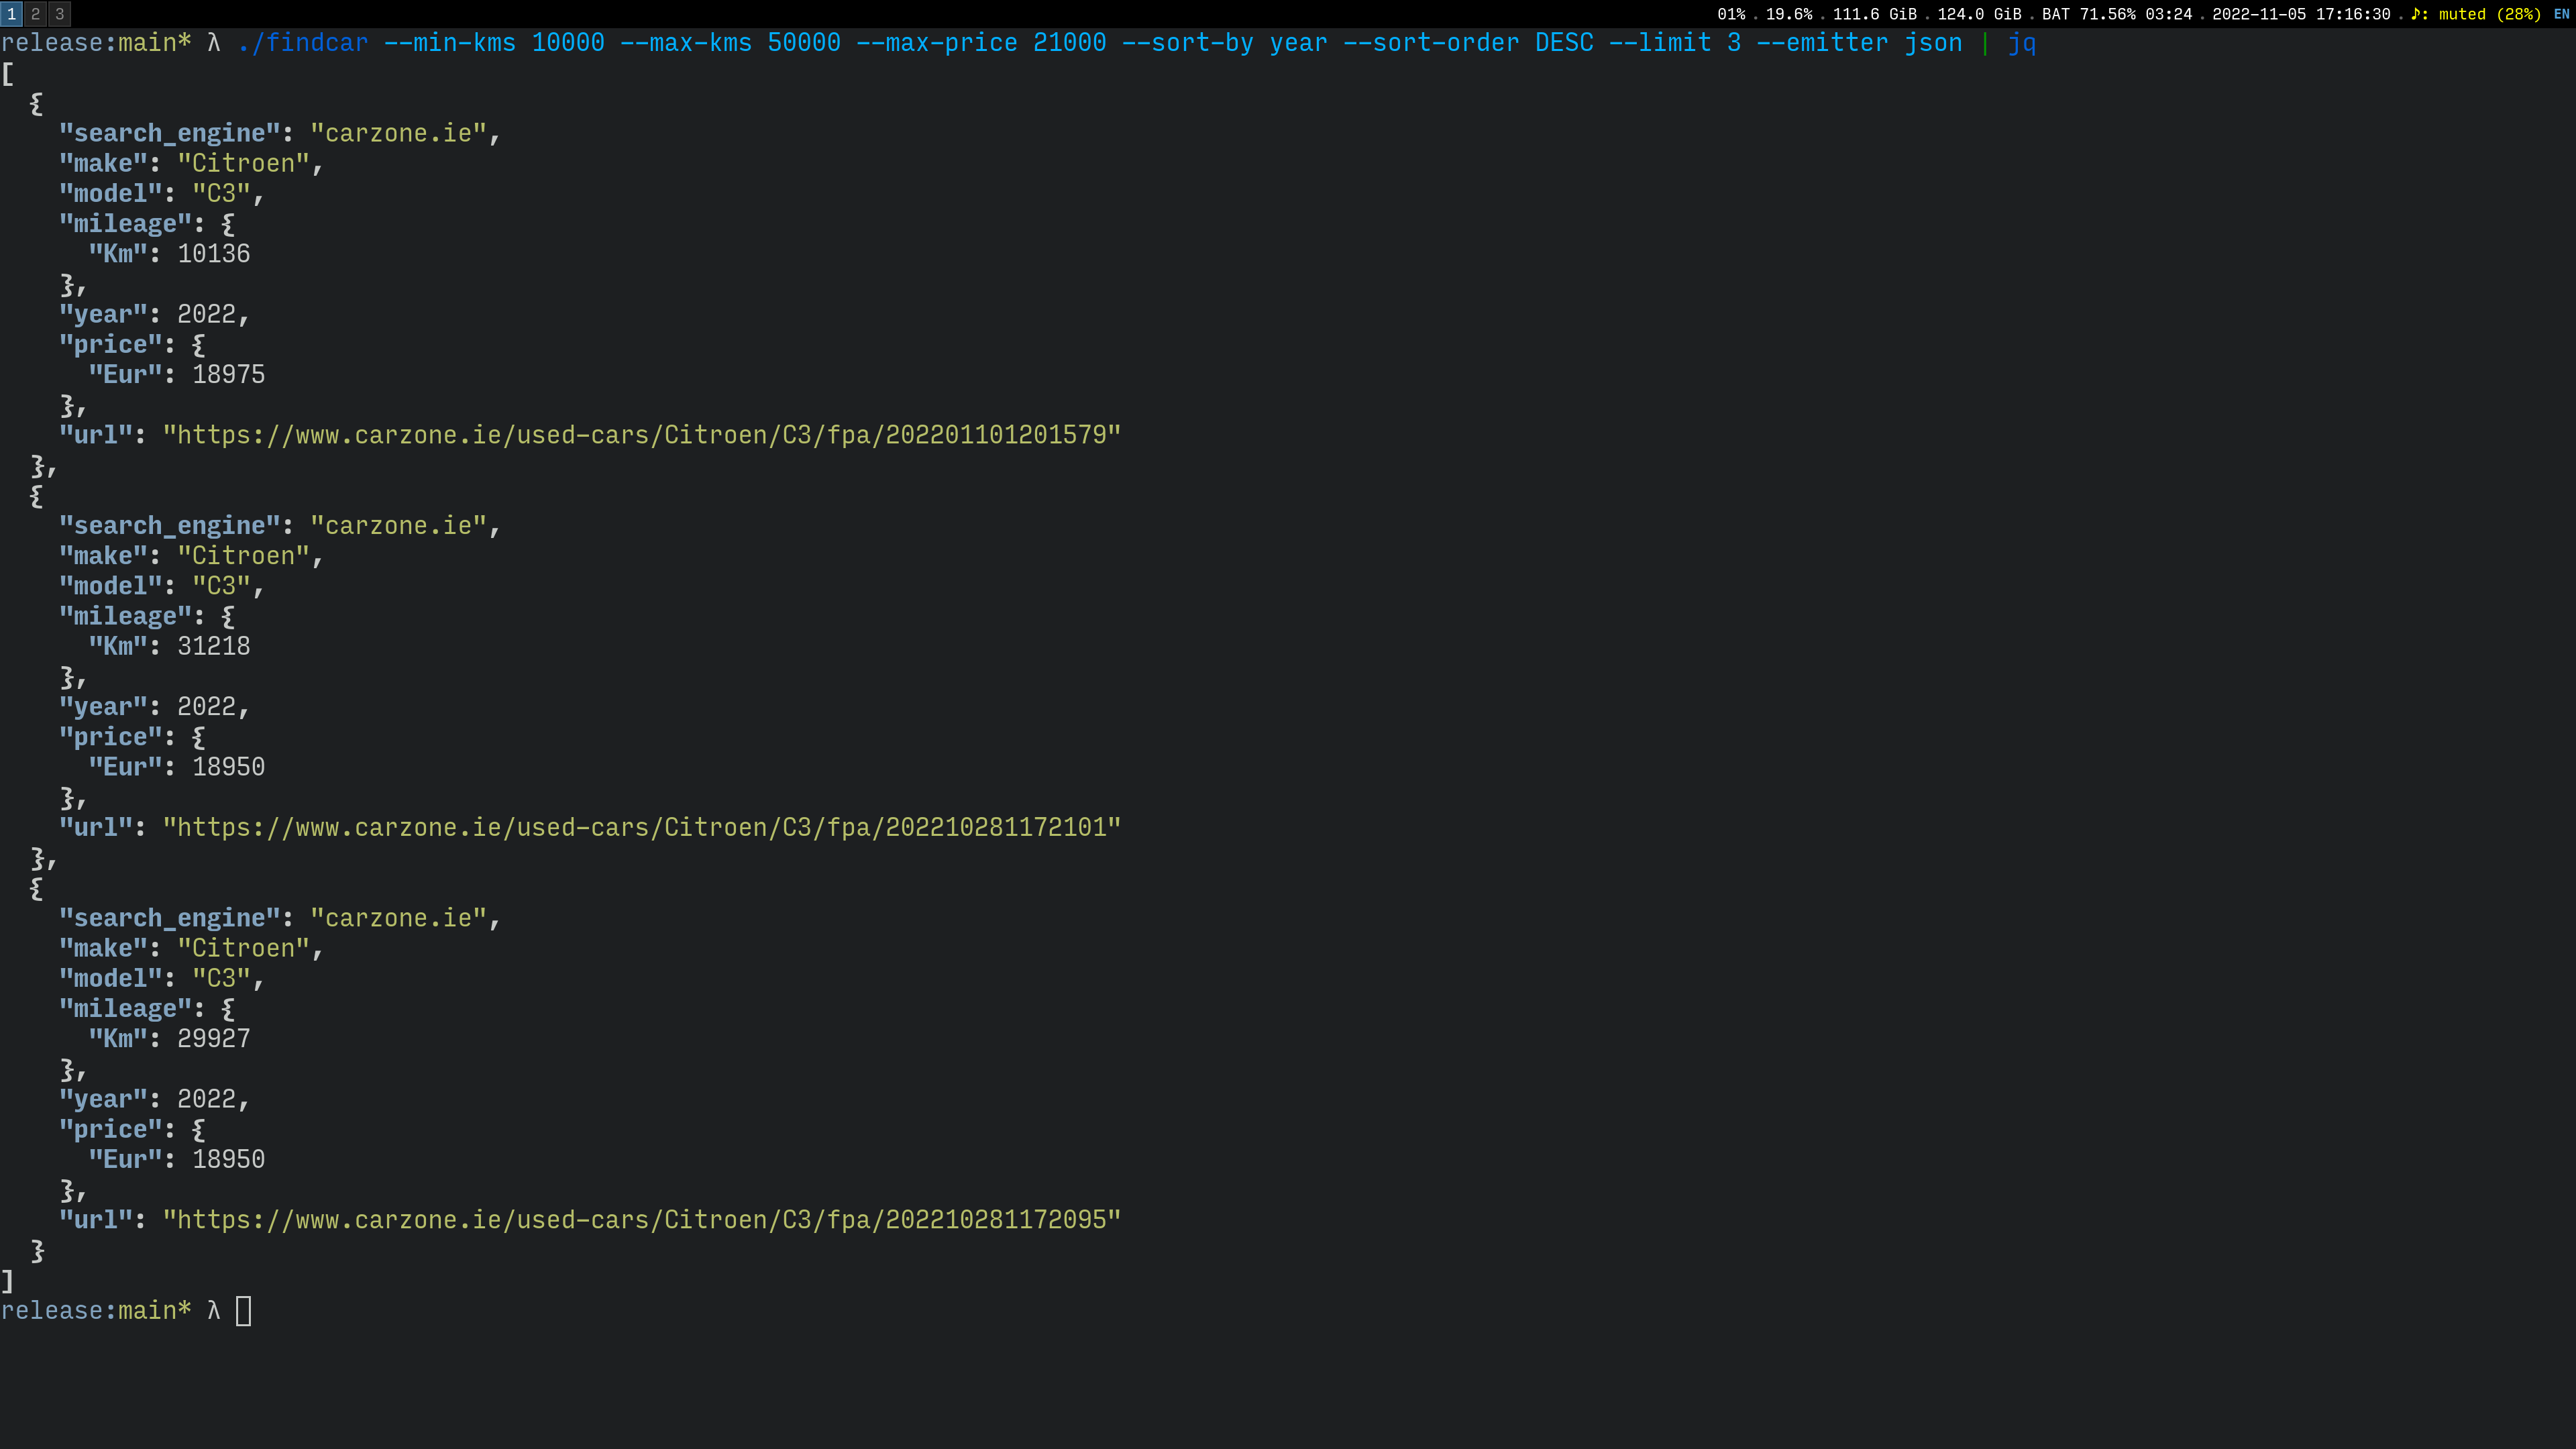 1 2 3 01% . 19.6% . 111.6 GiB . 124.0 GiB . BAT 71.56% 03:24 . 2022-11-05 17:16:30 . ♪: muted (28%) EN
release:main* λ ./findcar --min-kms 10000 --max-kms 50000 --max-price 21000 --sort-by year --sort-order DESC --limit 3 --emitter json | jq
[
  {
    "search_engine": "carzone.ie",
    "make": "Citroen",
    "model": "C3",
    "mileage": {
      "Km": 10136
    },
    "year": 2022,
    "price": {
      "Eur": 18975
    },
    "url": "https://www.carzone.ie/used-cars/Citroen/C3/fpa/202201101201579"
  },
  {
    "search_engine": "carzone.ie",
    "make": "Citroen",
    "model": "C3",
    "mileage": {
      "Km": 31218
    },
    "year": 2022,
    "price": {
      "Eur": 18950
    },
    "url": "https://www.carzone.ie/used-cars/Citroen/C3/fpa/202210281172101"
  },
  {
    "search_engine": "carzone.ie",
    "make": "Citroen",
    "model": "C3",
    "mileage": {
      "Km": 29927
    },
    "year": 2022,
    "price": {
      "Eur": 18950
    },
    "url": "https://www.carzone.ie/used-cars/Citroen/C3/fpa/202210281172095"
  }
]
release:main* λ